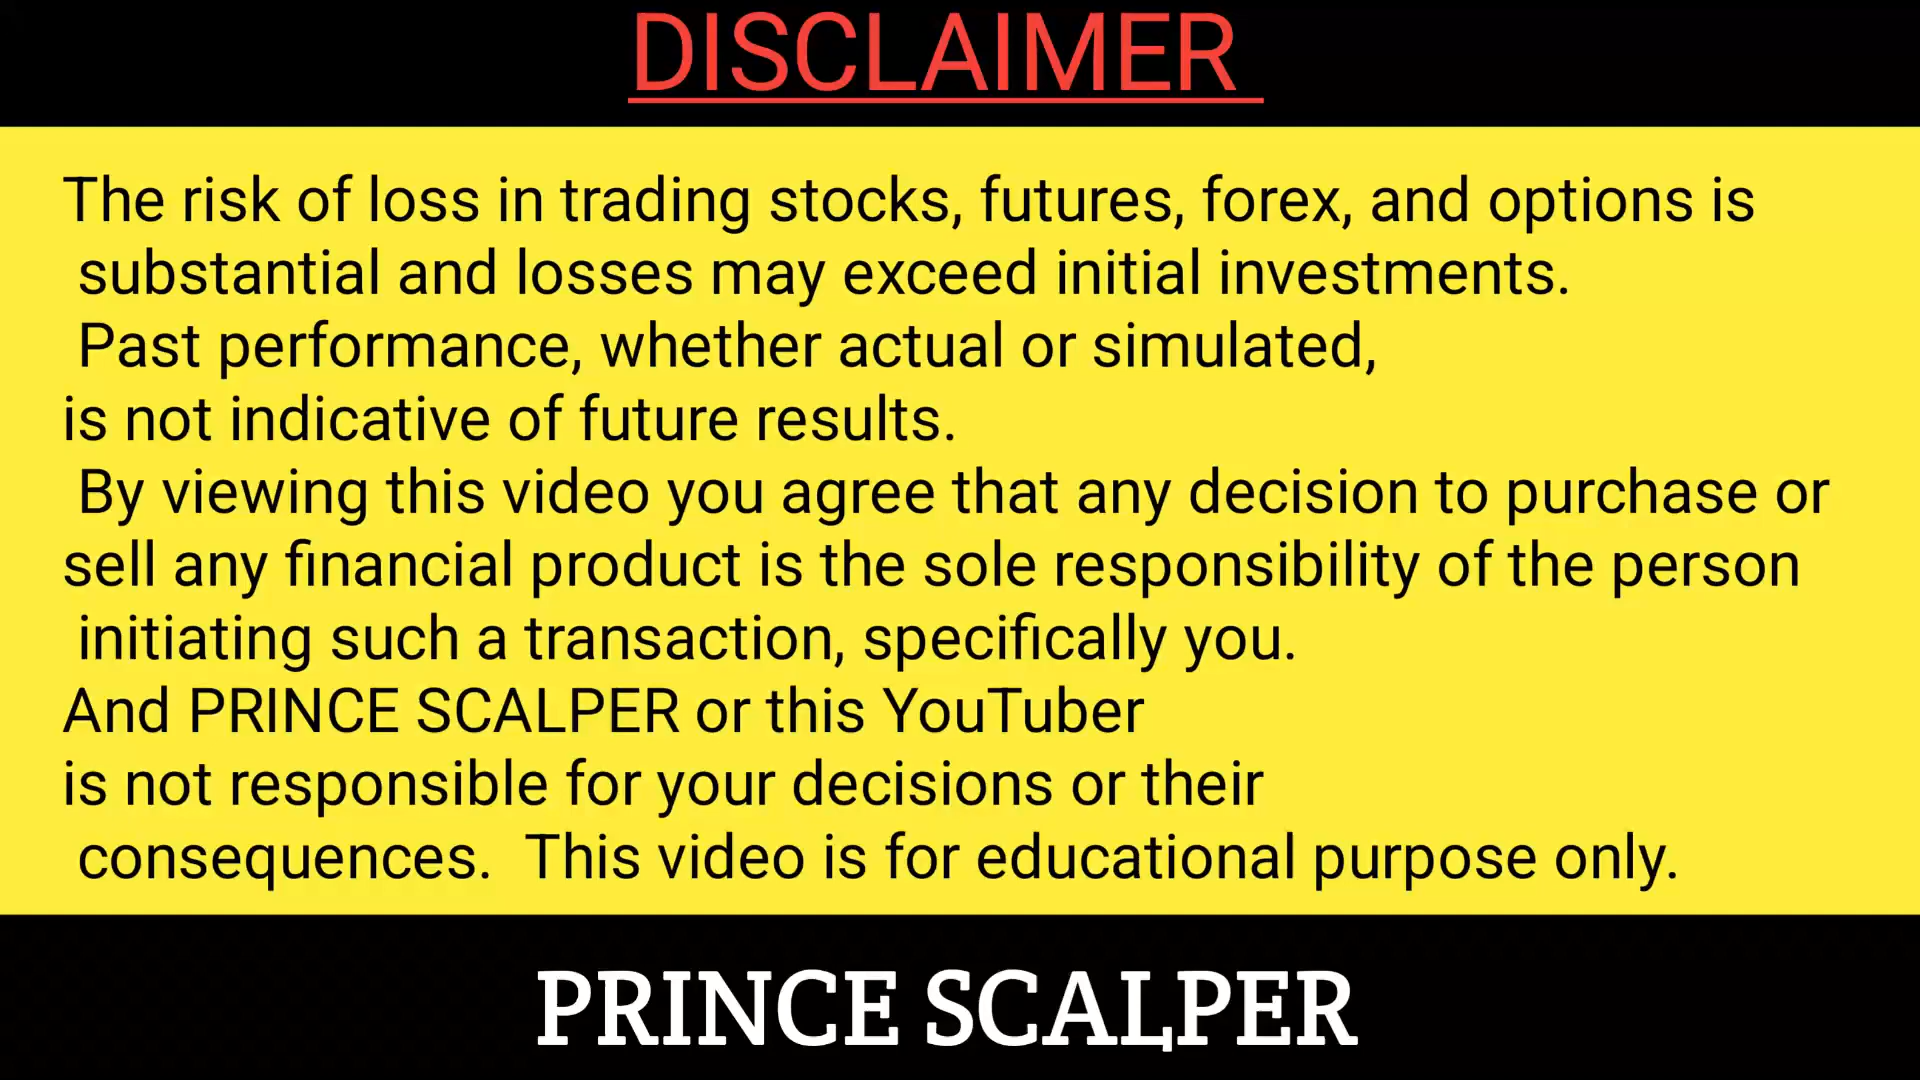 DISCLAIMER
The risk of loss in trading stocks, futures, forex, and options is
substantial and losses may exceed initial investments.
Past performance, whether actual or simulated,
is not indicative of future results.
By viewing this video you agree that any decision to purchase or
sell any financial product is the sole responsibility of the person
initiating such a transaction, specifically you.
And PRINCE SCALPER or this YouTuber
is not responsible for your decisions or their
consequences.  This video is for educational purpose only.
PRINCE SCALPER